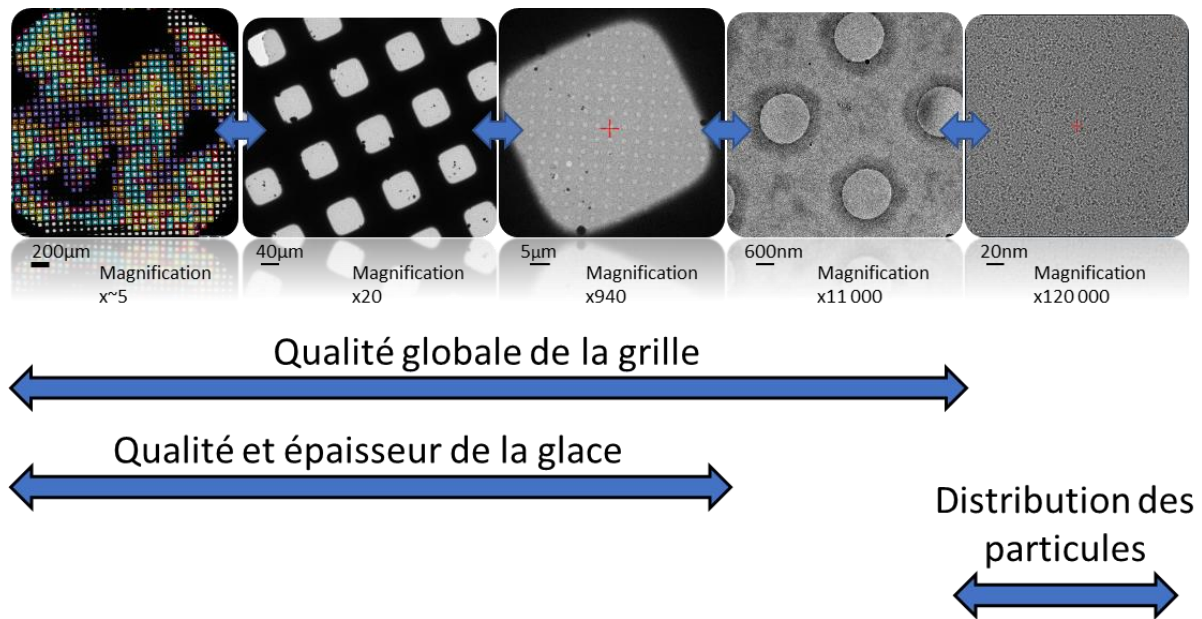 200µm
Magnification
x~5
40µm
Magnification
x20
5µm
Magnification
x940
600nm
Magnification
x11 000
20nm
Magnification
x120 000
Qualité globale de la grille
Qualité et épaisseur de la glace
Distribution des
particules